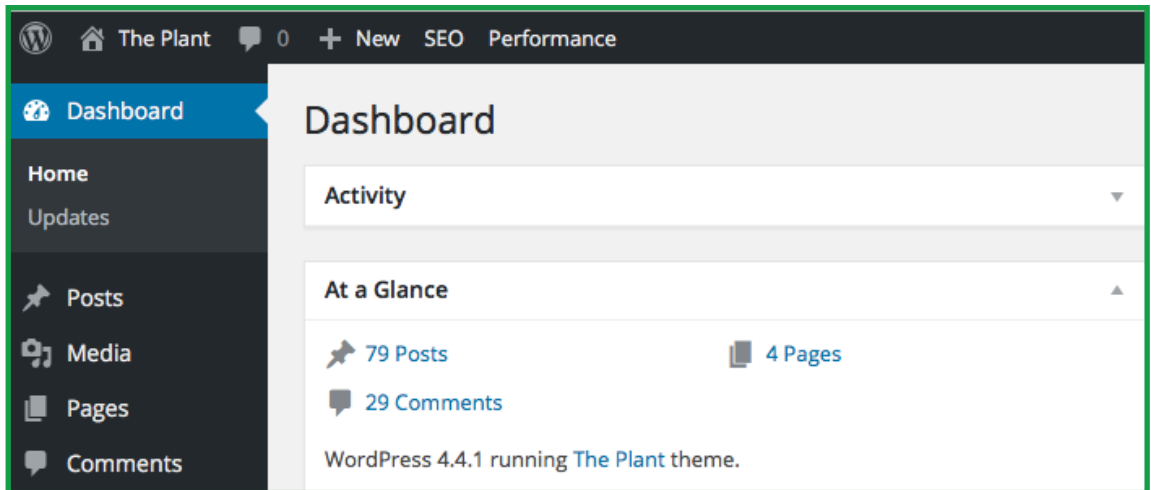 The Plant 0 New SEO Performance
Dashboard
Home
Updates
Posts
Media
Pages
Comments
Dashboard
Activity
At a Glance
79 Posts
4 Pages
29 Comments
WordPress 4.4.1 running The Plant theme.